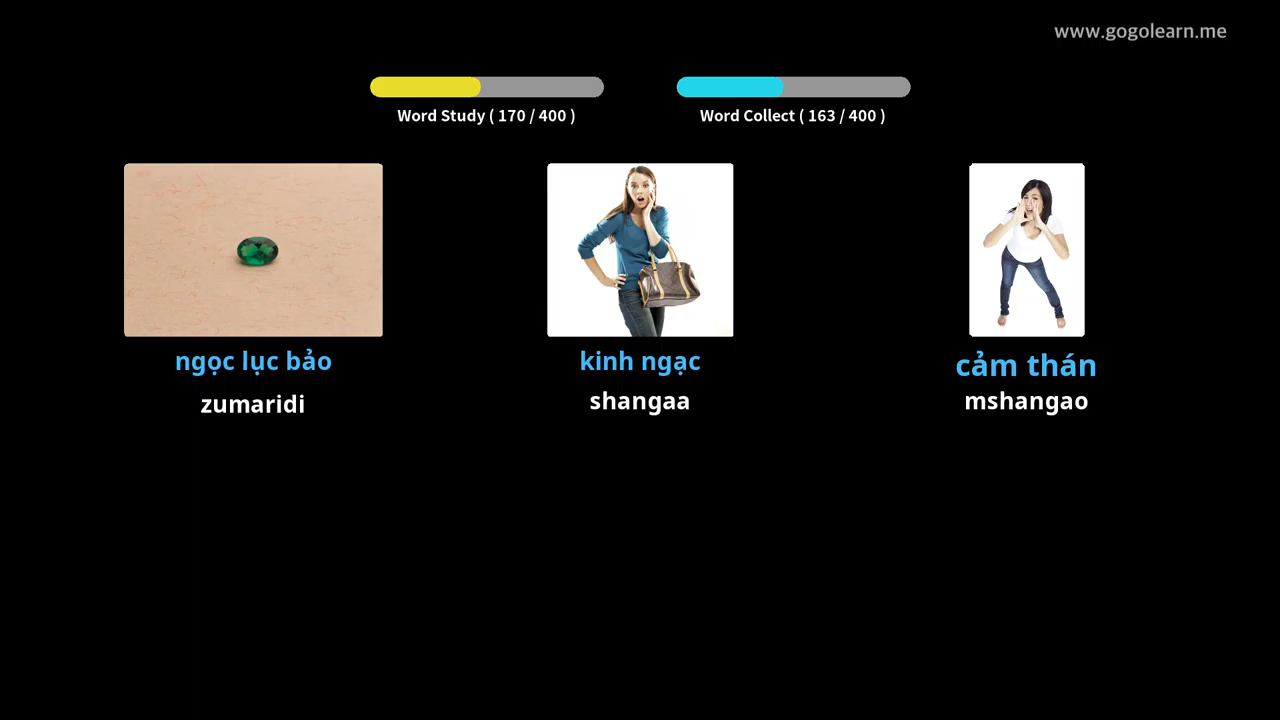 www.gogolearn.me
Word Study ( 170 / 400 )
Word Collect ( 163 / 400 )
ngọc lục bảo
kinh ngạc
cảm thán
zumaridi
shangaa
mshangao